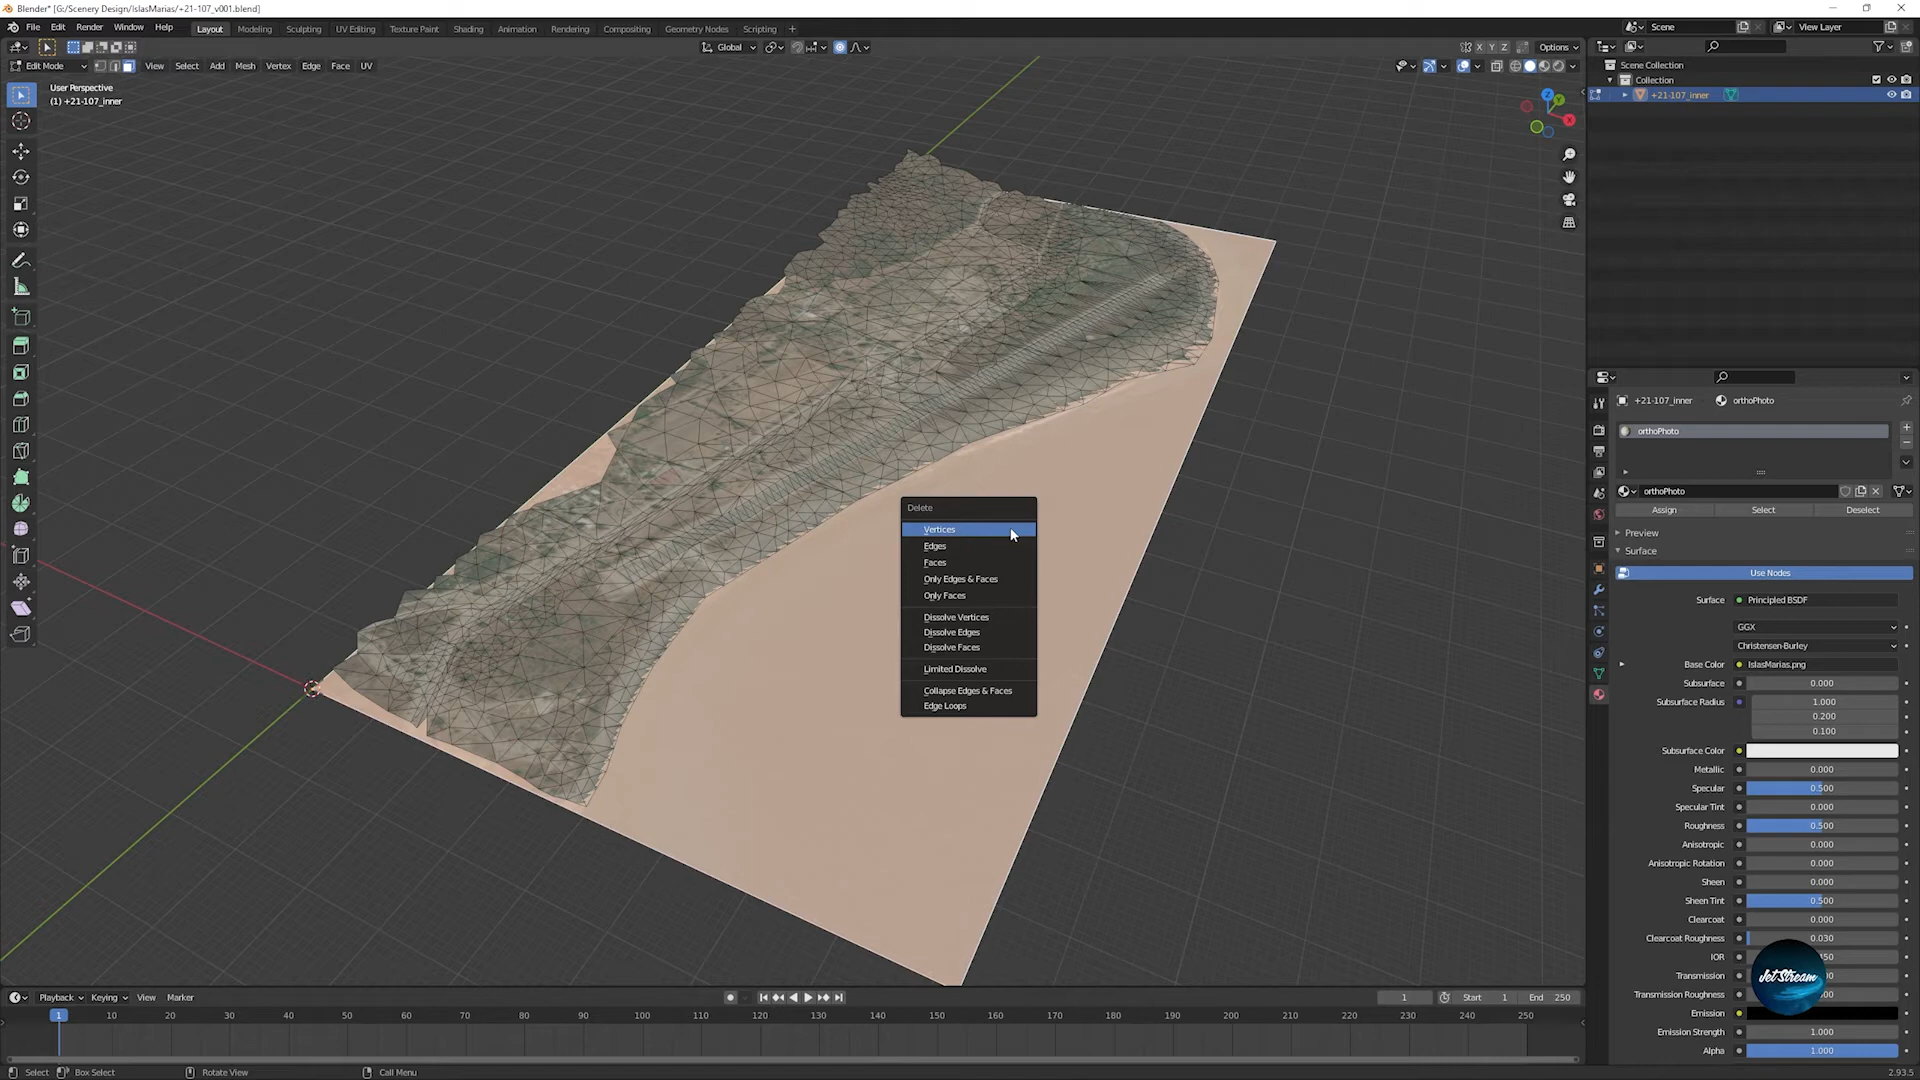 Blender* [G:/Scenery Design/IslasMarias/+21-107_v001.blend]
File Edit Render Window Help
Layout Modeling Sculpting UV Editing Texture Paint Shading Animation Rendering Compositing Geometry Nodes Scripting +
Scene
View Layer
Global
X Y Z
Options
Edit Mode
View Select Add Mesh Vertex Edge Face UV
User Perspective
(1) +21-107_inner
Z
Y
X
Scene Collection
Collection
+21-107_inner
+21-107_inner
orthoPhoto
orthoPhoto
orthoPhoto
Assign
Select
Deselect
Preview
Surface
Use Nodes
Surface
Principled BSDF
GGX
Christensen-Burley
Base Color
IslasMarias.png
Subsurface
0.000
Subsurface Radius
1.000
0.200
0.100
Subsurface Color
Metallic
0.000
Specular
0.500
Specular Tint
0.000
Roughness
0.500
Anisotropic
0.000
Anisotropic Rotation
0.000
Sheen
0.000
Sheen Tint
0.500
Clearcoat
0.000
Clearcoat Roughness
0.030
IOR
Transmission
Transmission Roughness
Emission
Emission Strength
1.000
Alpha
1.000
JetStream
Delete
Vertices
Edges
Faces
Only Edges & Faces
Only Faces
Dissolve Vertices
Dissolve Edges
Dissolve Faces
Limited Dissolve
Collapse Edges & Faces
Edge Loops
Playback Keying View Marker
1
Start 1
End 250
1 10 20 30 40 50 60 70 80 90 100 110 120 130 140 150 160 170 180 190 200 210 220 230 240 250
Select
Box Select
Rotate View
Call Menu
2.93.5